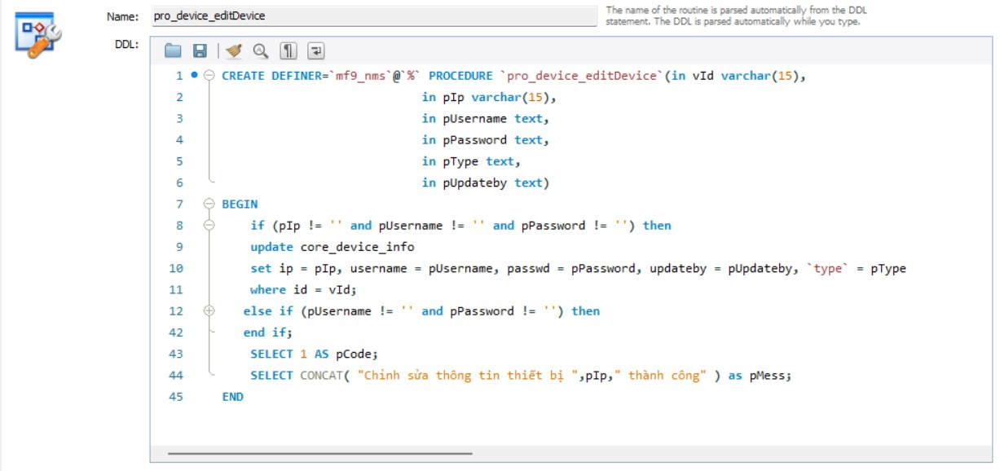 Name: pro_device_editDevice
The name of the routine is parsed automatically from the DDL
statement. The DDL is parsed automatically while you type.
DDL:
1 CREATE DEFINER=`mf9_nms`@`%` PROCEDURE `pro_device_editDevice`(in vId varchar(15),
2 in pIp varchar(15),
3 in pUsername text,
4 in pPassword text,
5 in pType text,
6 in pUpdateby text)
7 BEGIN
8 if (pIp != '' and pUsername != '' and pPassword != '') then
9 update core_device_info
10 set ip = pIp, username = pUsername, passwd = pPassword, updateby = pUpdateby, `type` = pType
11 where id = vId;
12 else if (pUsername != '' and pPassword != '') then
42 end if;
43 SELECT 1 AS pCode;
44 SELECT CONCAT( "Chỉnh sửa thông tin thiết bị ",pIp," thành công" ) as pMess;
45 END